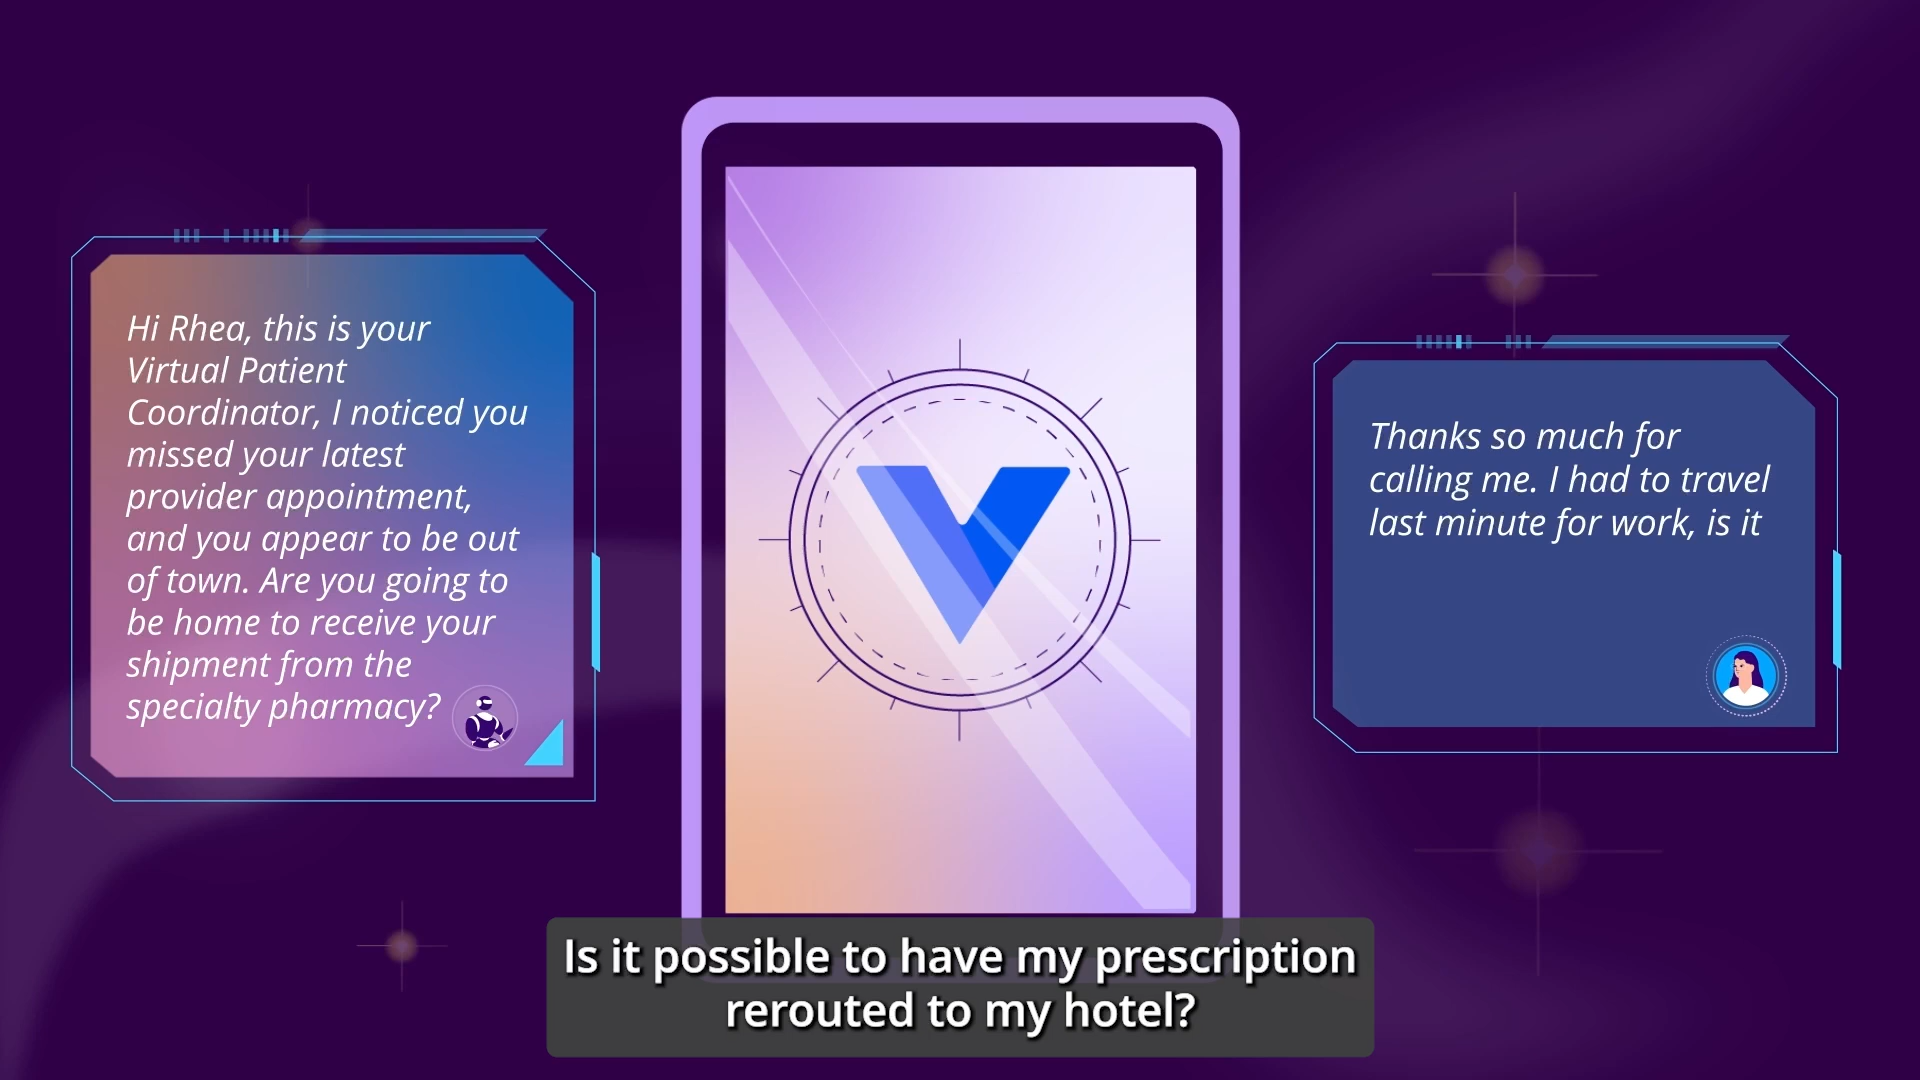 Hi Rhea, this is your
Virtual Patient
Coordinator, I noticed you
missed your latest
provider appointment,
and you appear to be out
of town. Are you going to
be home to receive your
shipment from the
specialty pharmacy?
Thanks so much for
calling me. I had to travel
last minute for work, is it
Is it possible to have my prescription
rerouted to my hotel?